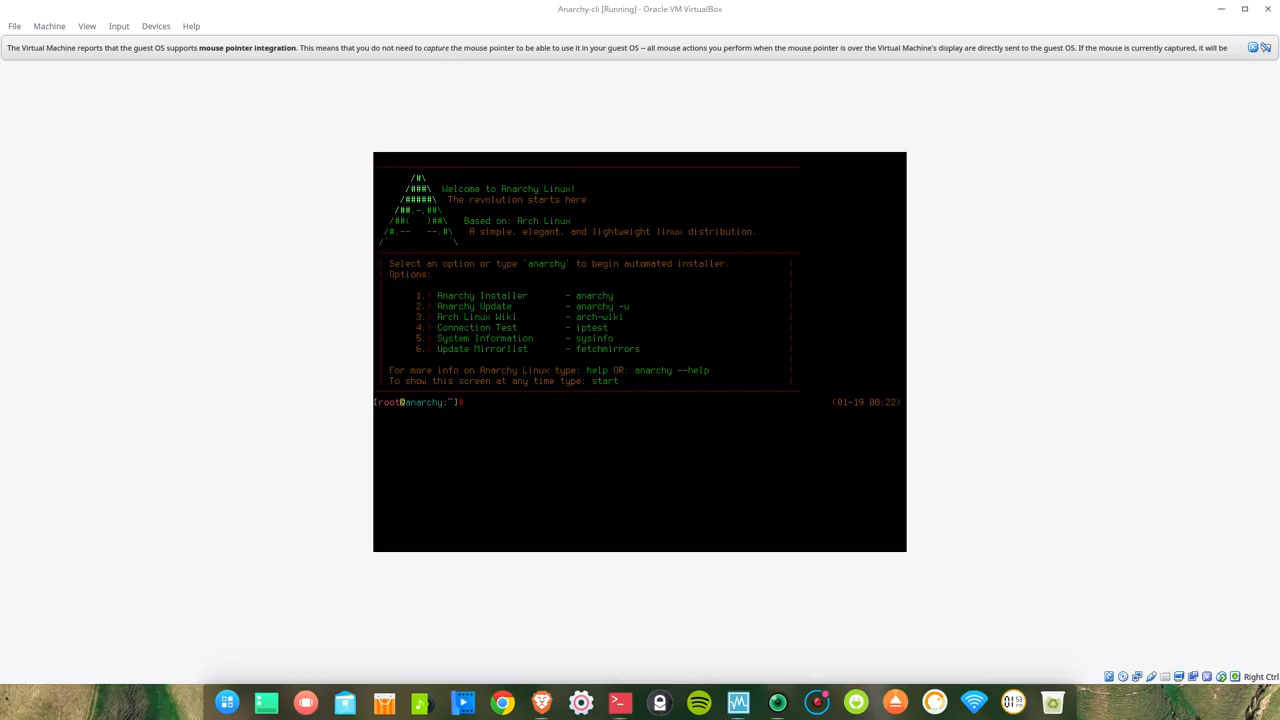 Anarchy-cli [Running] - Oracle VM VirtualBox
File Machine View Input Devices Help
The Virtual Machine reports that the guest OS supports mouse pointer integration. This means that you do not need to capture the mouse pointer to be able to use it in your guest OS -- all mouse actions you perform when the mouse pointer is over the Virtual Machine's display are directly sent to the guest OS. If the mouse is currently captured, it will be
Welcome to Anarchy Linux!
The revolution starts here.
Based on: Arch Linux
A simple, elegant, and lightweight linux distribution.
Select an option or type 'anarchy' to begin automated installer.
Options:
1.) Anarchy Installer - anarchy
2.) Anarchy Update - anarchy -u
3.) Arch Linux Wiki - arch-wiki
4.) Connection Test - iptest
5.) System Information - sysinfo
6.) Update Mirrorlist - fetchmirrors
For more info on Anarchy Linux type: help OR: anarchy --help
To show this screen at any time type: start
[root@anarchy:~]# (01-19 08:22)
Right Ctrl